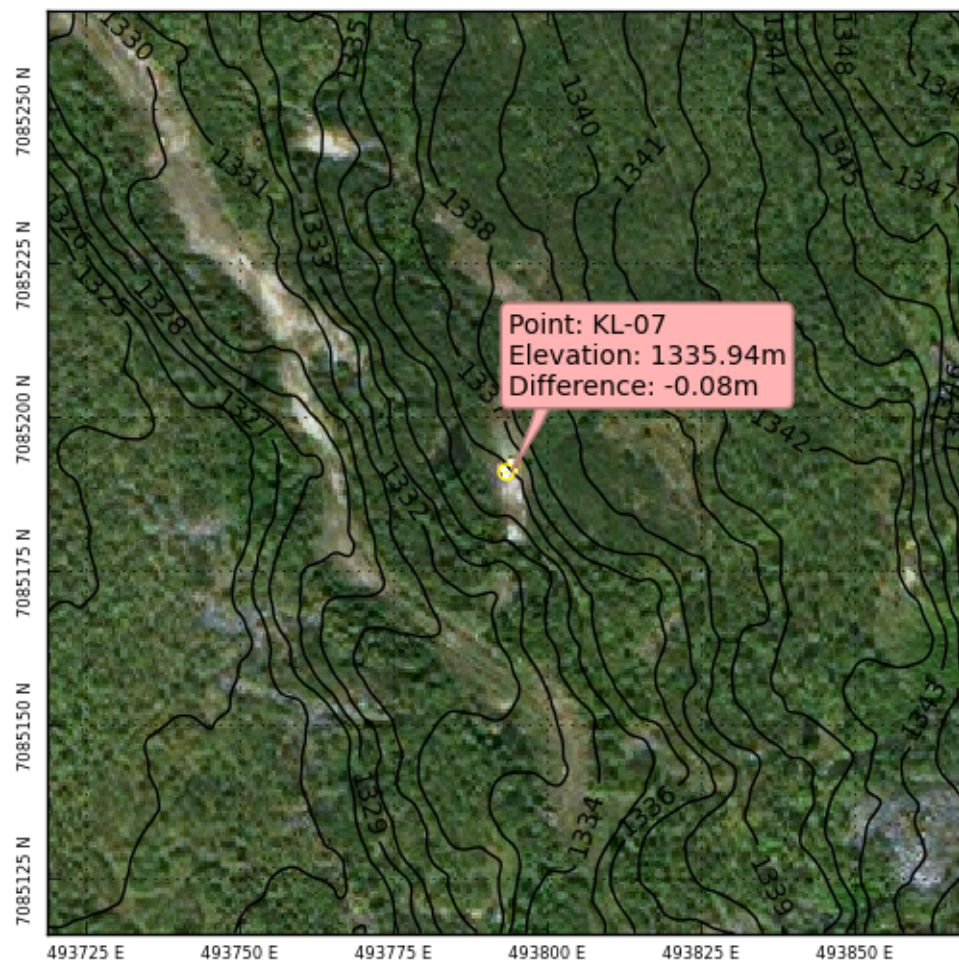 1330
1335
1344
1348
1340
1345
1341
1331
1347
1338
1326
1333
1325
1328
Point: KL-07
Elevation: 1335.94m
Difference: -0.08m
1327
1342
1332
1343
1329
1334
1336
1339
7085250 N
7085225 N
7085200 N
7085175 N
7085150 N
7085125 N
493725 E
493750 E
493775 E
493800 E
493825 E
493850 E